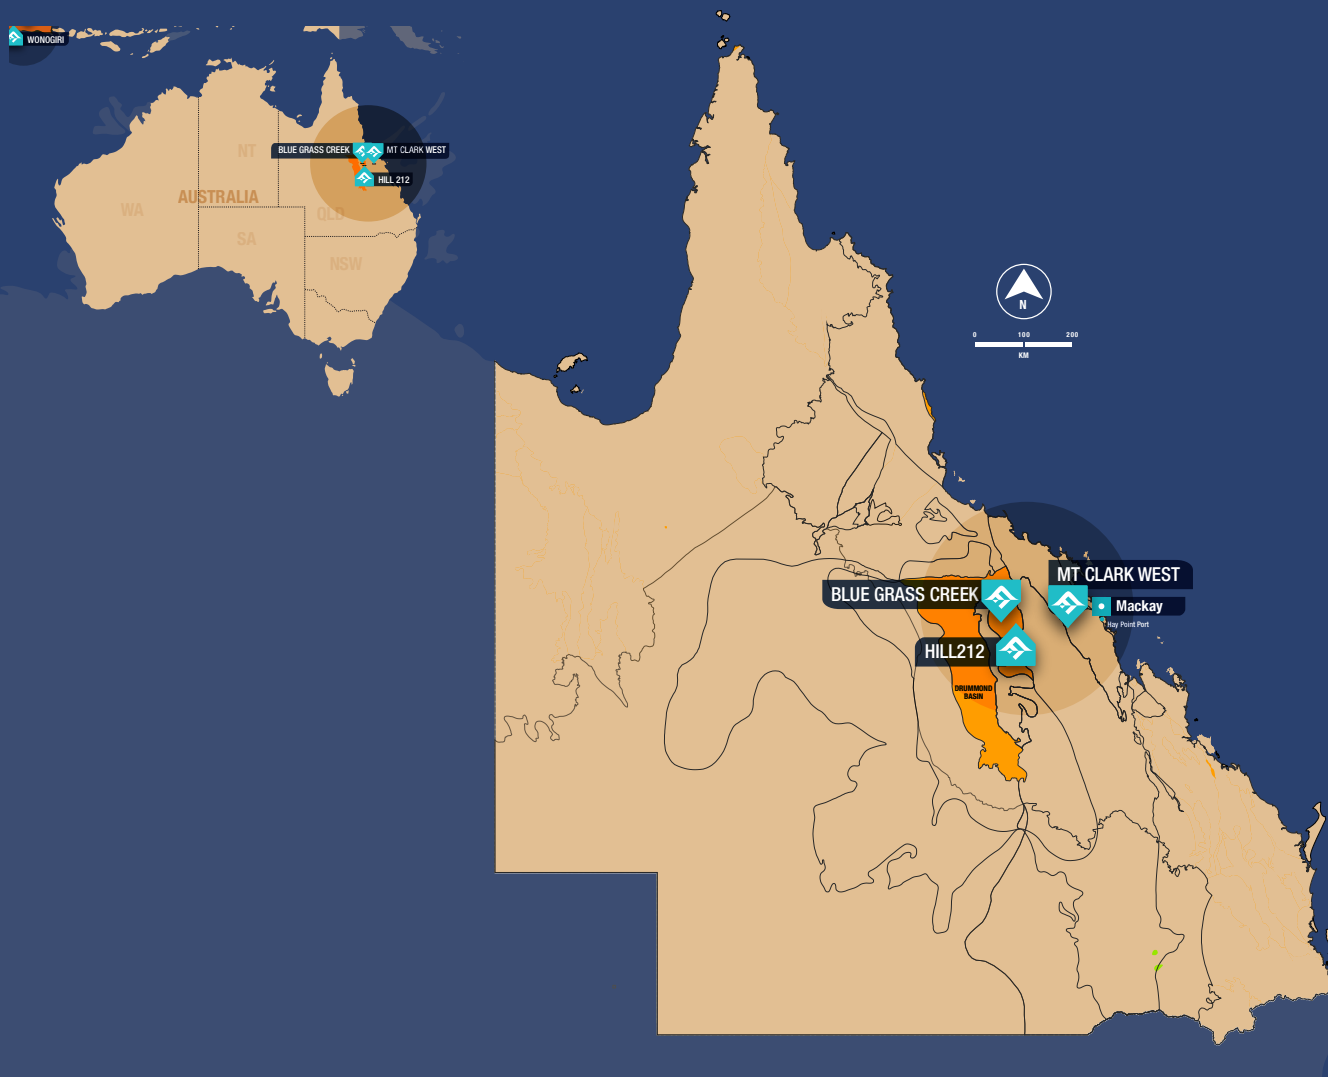 WONOGIRI
BLUE GRASS CREEK
MT CLARK WEST
HILL 212
NT
AUSTRALIA
WA
QLD
SA
NSW
N
0 100 200
KM
MT CLARK WEST
BLUE GRASS CREEK
Mackay
Hay Point Port
HILL212
DRUMMOND
BASIN